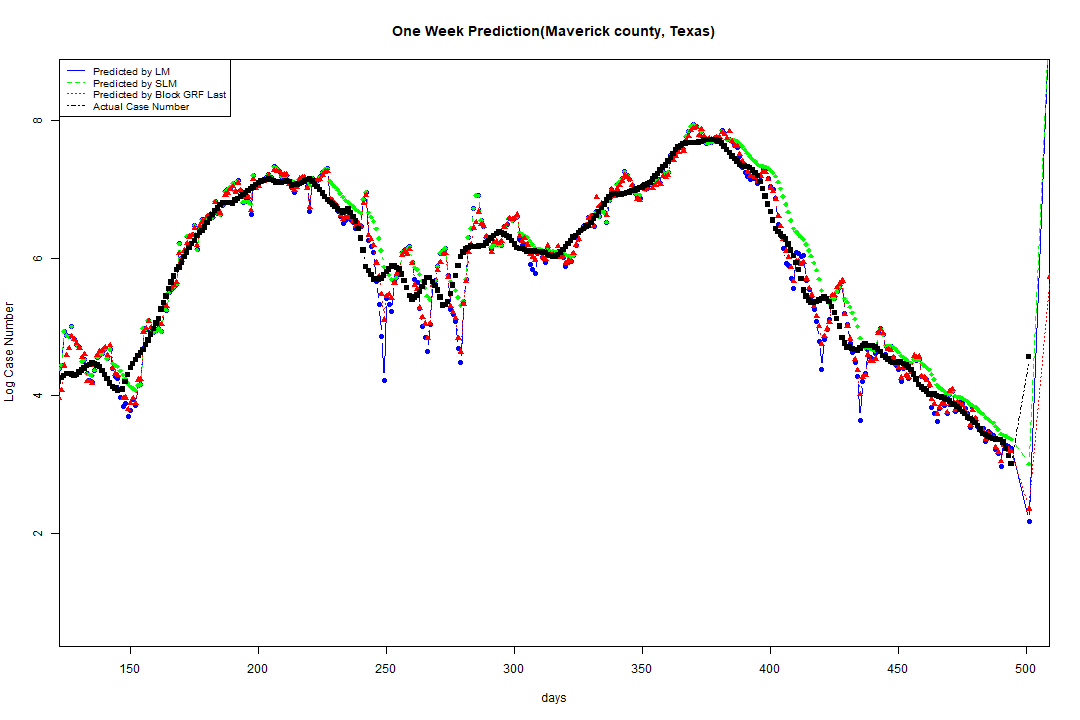 One Week Prediction(Maverick county, Texas)
Predicted by LM
Predicted by SLM
Predicted by Block GRF Last
Actual Case Number
8
6
4
2
Log Case Number
150 200 250 300 350 400 450 500
days